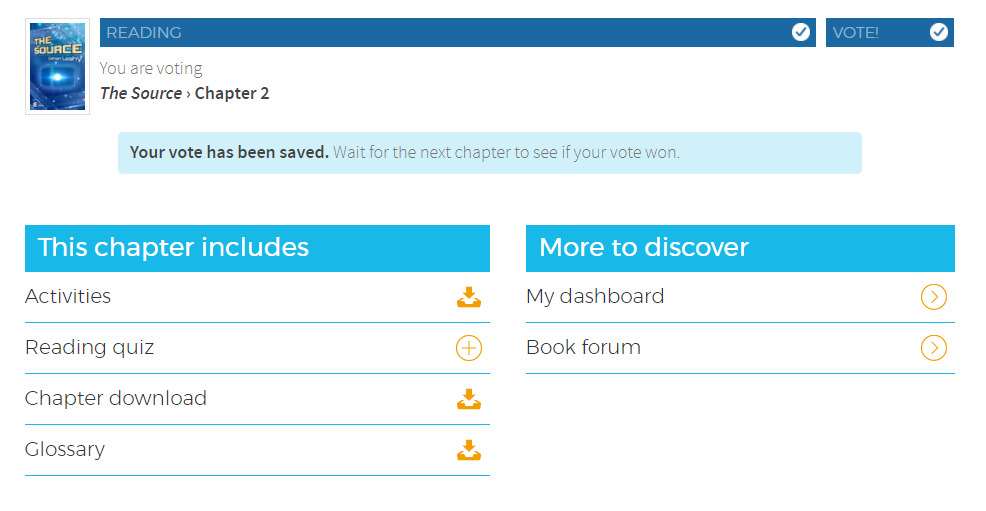 THE
SOURCE
READING
VOTE!
You are voting
The Source › Chapter 2
Your vote has been saved. Wait for the next chapter to see if your vote won.
This chapter includes
Activities
Reading quiz
Chapter download
Glossary
More to discover
My dashboard
Book forum